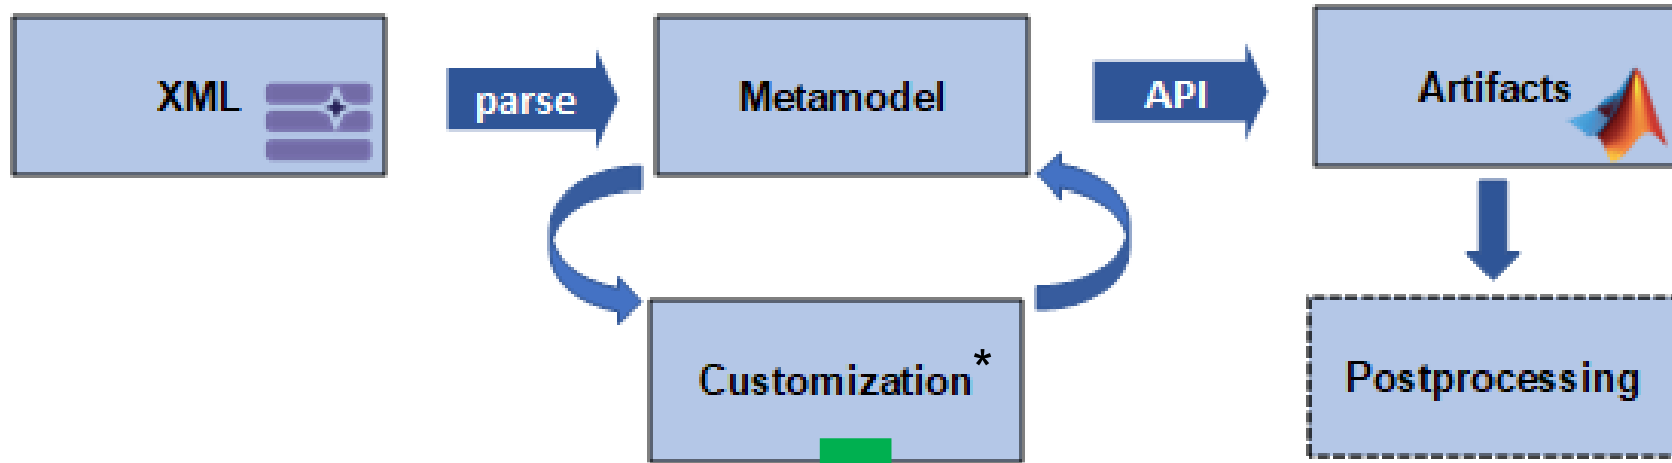 XML
parse
Metamodel
API
Artifacts
Customization*
Postprocessing